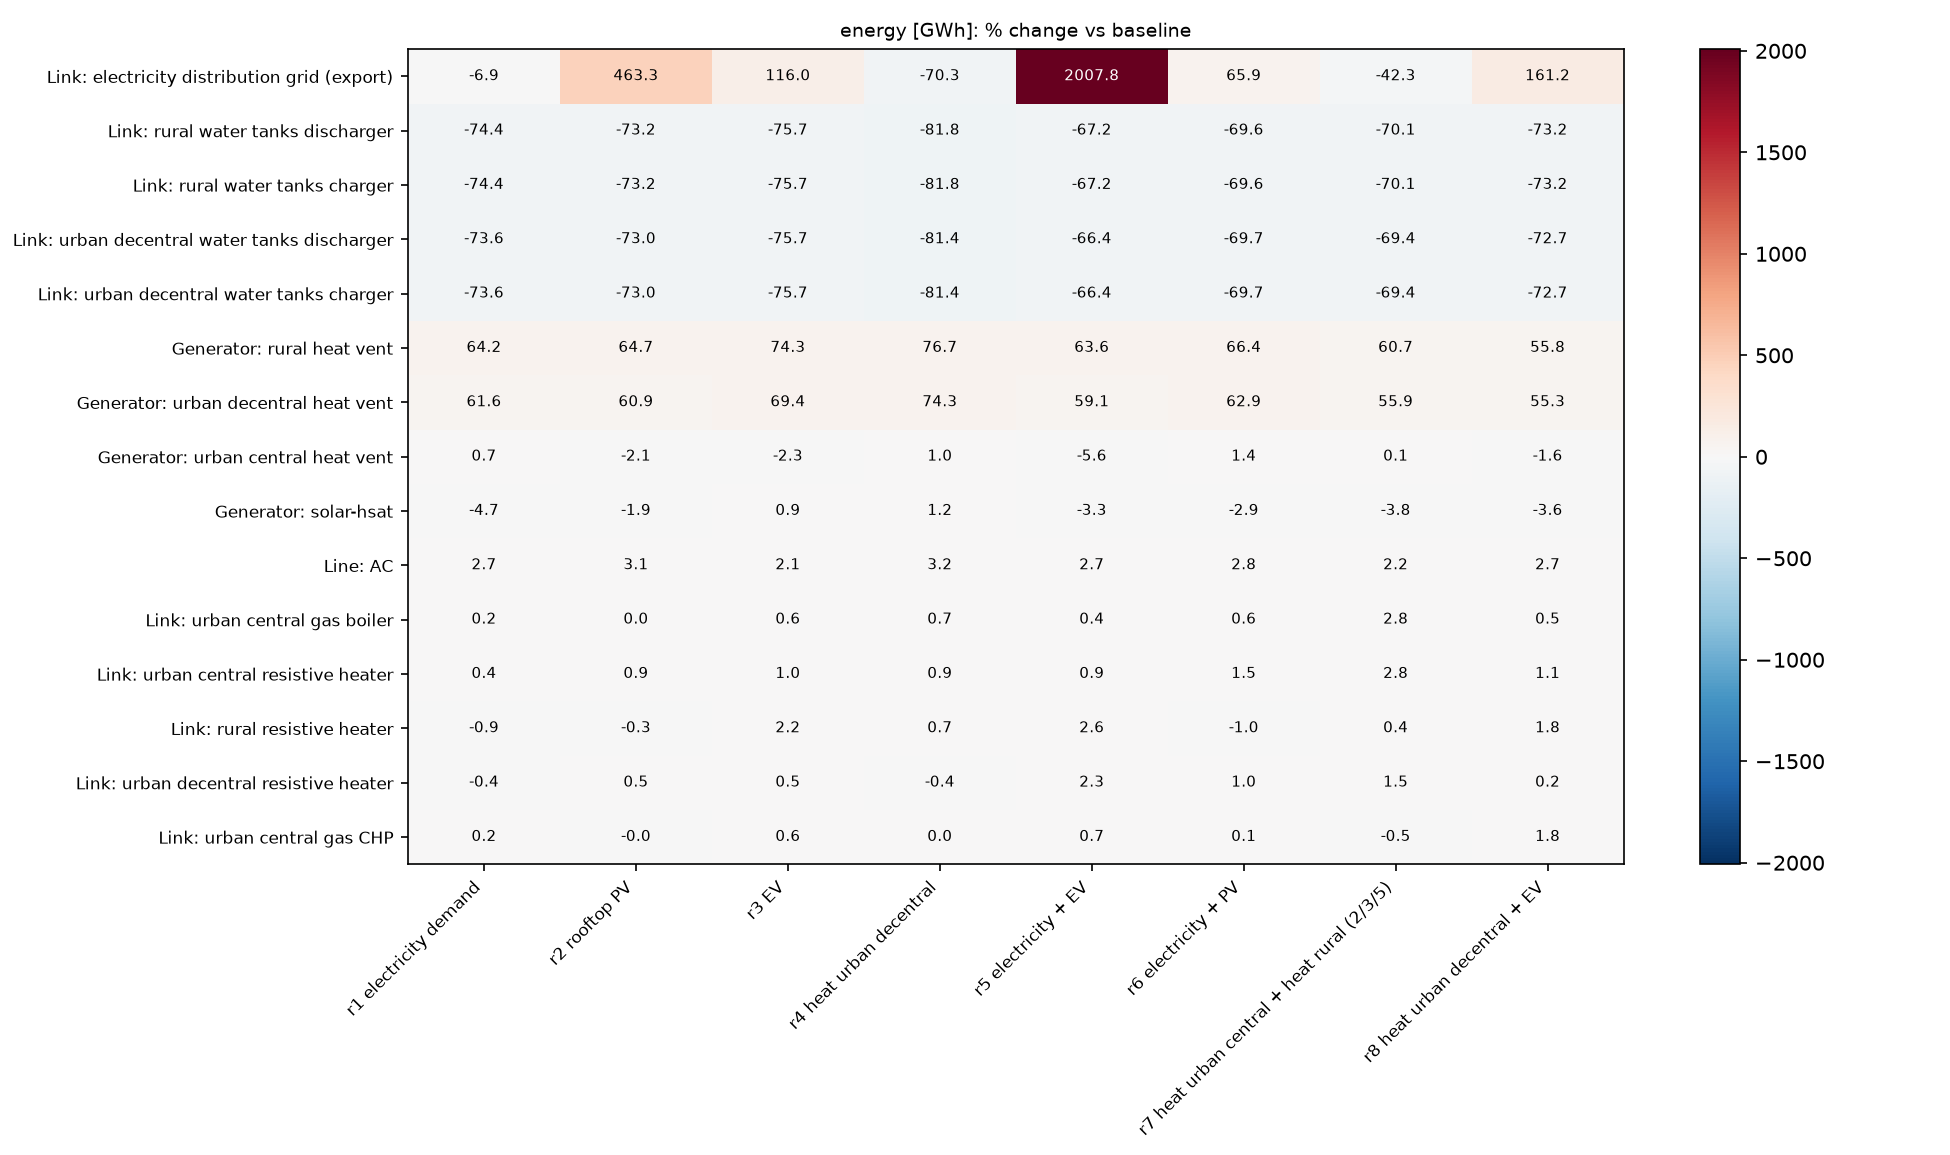 energy [GWh]: % change vs baseline
Link: electricity distribution grid (export) -6.9 463.3 116.0 -70.3 2007.8 65.9 -42.3 161.2
Link: rural water tanks discharger -74.4 -73.2 -75.7 -81.8 -67.2 -69.6 -70.1 -73.2
Link: rural water tanks charger -74.4 -73.2 -75.7 -81.8 -67.2 -69.6 -70.1 -73.2
Link: urban decentral water tanks discharger -73.6 -73.0 -75.7 -81.4 -66.4 -69.7 -69.4 -72.7
Link: urban decentral water tanks charger -73.6 -73.0 -75.7 -81.4 -66.4 -69.7 -69.4 -72.7
Generator: rural heat vent 64.2 64.7 74.3 76.7 63.6 66.4 60.7 55.8
Generator: urban decentral heat vent 61.6 60.9 69.4 74.3 59.1 62.9 55.9 55.3
Generator: urban central heat vent 0.7 -2.1 -2.3 1.0 -5.6 1.4 0.1 -1.6
Generator: solar-hsat -4.7 -1.9 0.9 1.2 -3.3 -2.9 -3.8 -3.6
Line: AC 2.7 3.1 2.1 3.2 2.7 2.8 2.2 2.7
Link: urban central gas boiler 0.2 0.0 0.6 0.7 0.4 0.6 2.8 0.5
Link: urban central resistive heater 0.4 0.9 1.0 0.9 0.9 1.5 2.8 1.1
Link: rural resistive heater -0.9 -0.3 2.2 0.7 2.6 -1.0 0.4 1.8
Link: urban decentral resistive heater -0.4 0.5 0.5 -0.4 2.3 1.0 1.5 0.2
Link: urban central gas CHP 0.2 -0.0 0.6 0.0 0.7 0.1 -0.5 1.8
r1 electricity demand
r2 rooftop PV
r3 EV
r4 heat urban decentral
r5 electricity + EV
r6 electricity + PV
r7 heat urban central + heat rural (2/3/5)
r8 heat urban decentral + EV
2000
1500
1000
500
0
−500
−1000
−1500
−2000